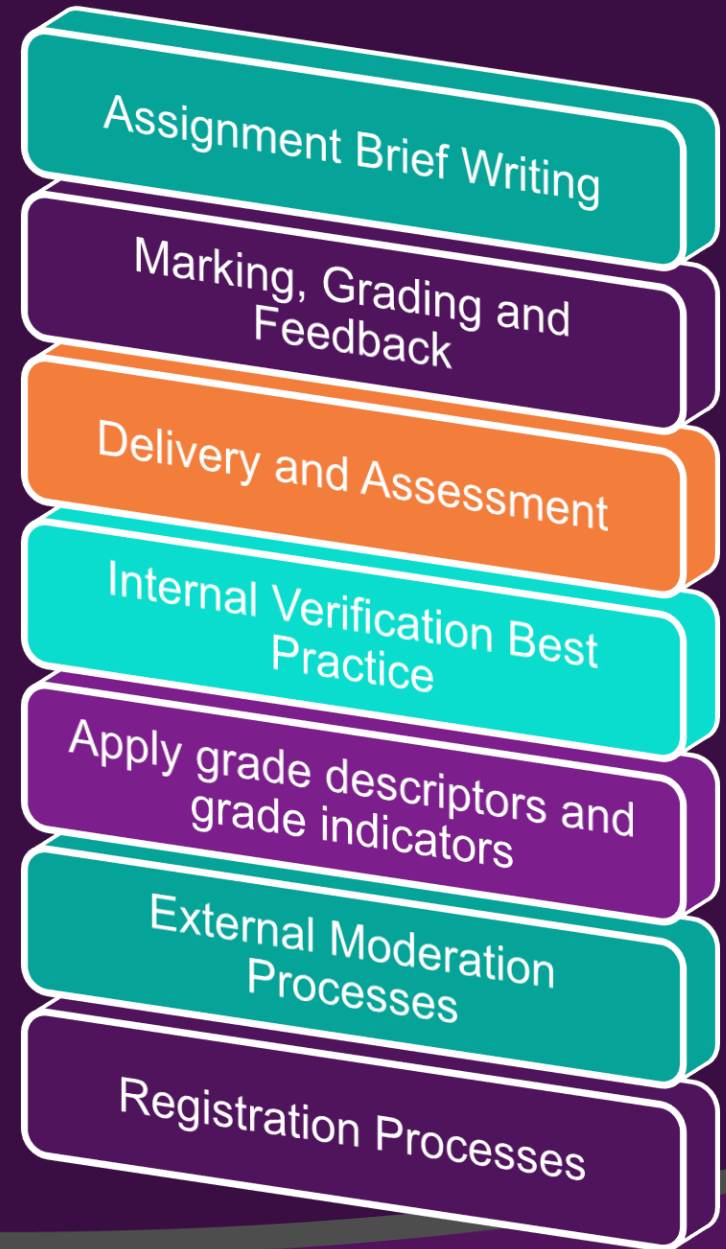 Assignment Brief Writing
Marking, Grading and
Feedback
Delivery and Assessment
Internal Verification Best
Practice
Apply grade descriptors and
grade indicators
External Moderation
Processes
Registration Processes